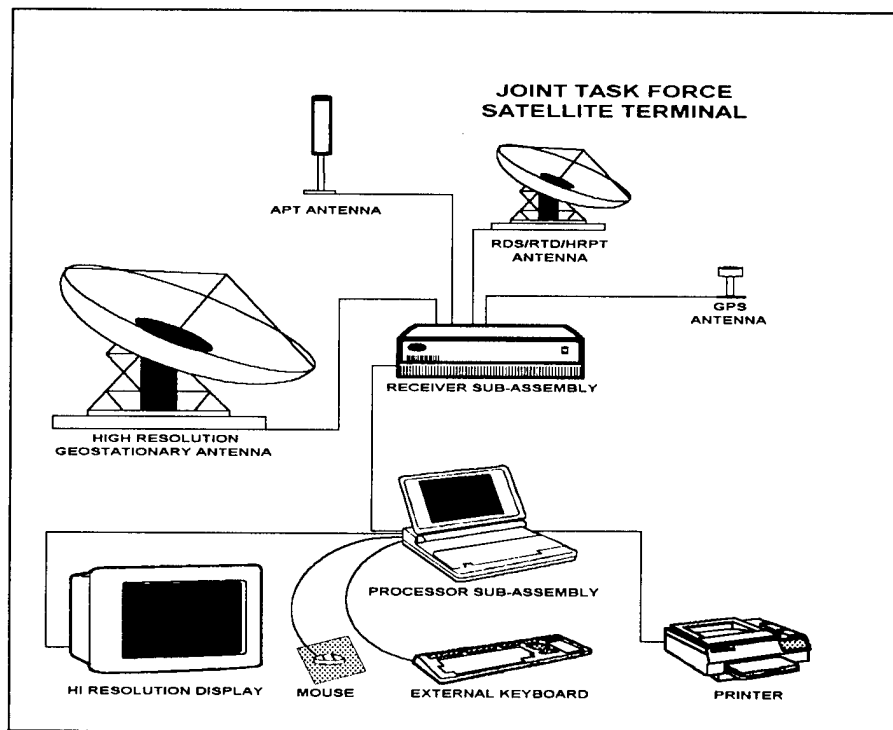 JOINT TASK FORCE
SATELLITE TERMINAL
APT ANTENNA
RDS/RTD/HRPT
ANTENNA
GPS
ANTENNA
RECEIVER SUB-ASSEMBLY
HIGH RESOLUTION
GEOSTATIONARY ANTENNA
PROCESSOR SUB-ASSEMBLY
HI RESOLUTION DISPLAY
MOUSE
EXTERNAL KEYBOARD
PRINTER